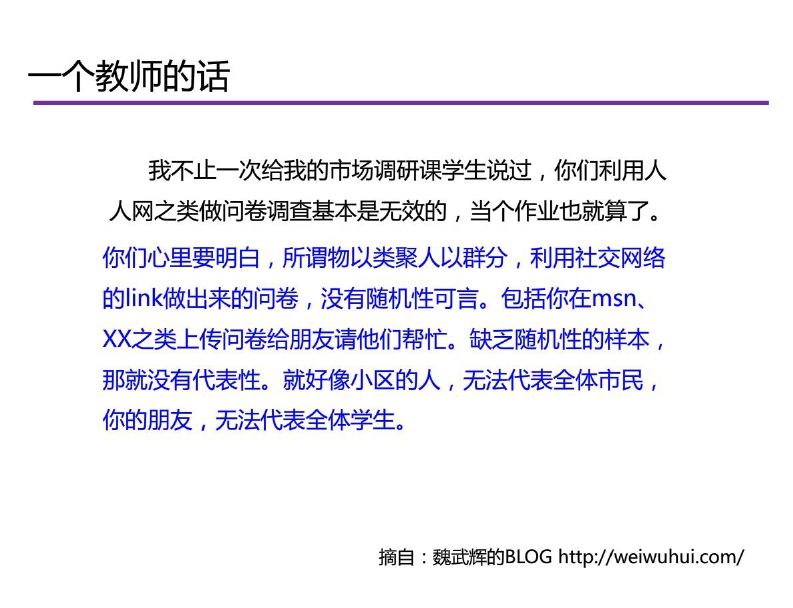 一个教师的话
我不止一次给我的市场调研课学生说过，你们利用人
人网之类做问卷调查基本是无效的，当个作业也就算了。
你们心里要明白，所谓物以类聚人以群分，利用社交网络
的link做出来的问卷，没有随机性可言。包括你在msn、
XX之类上传问卷给朋友请他们帮忙。缺乏随机性的样本，
那就没有代表性。就好像小区的人，无法代表全体市民，
你的朋友，无法代表全体学生。
摘自：魏武辉的BLOG http://weiwuhui.com/